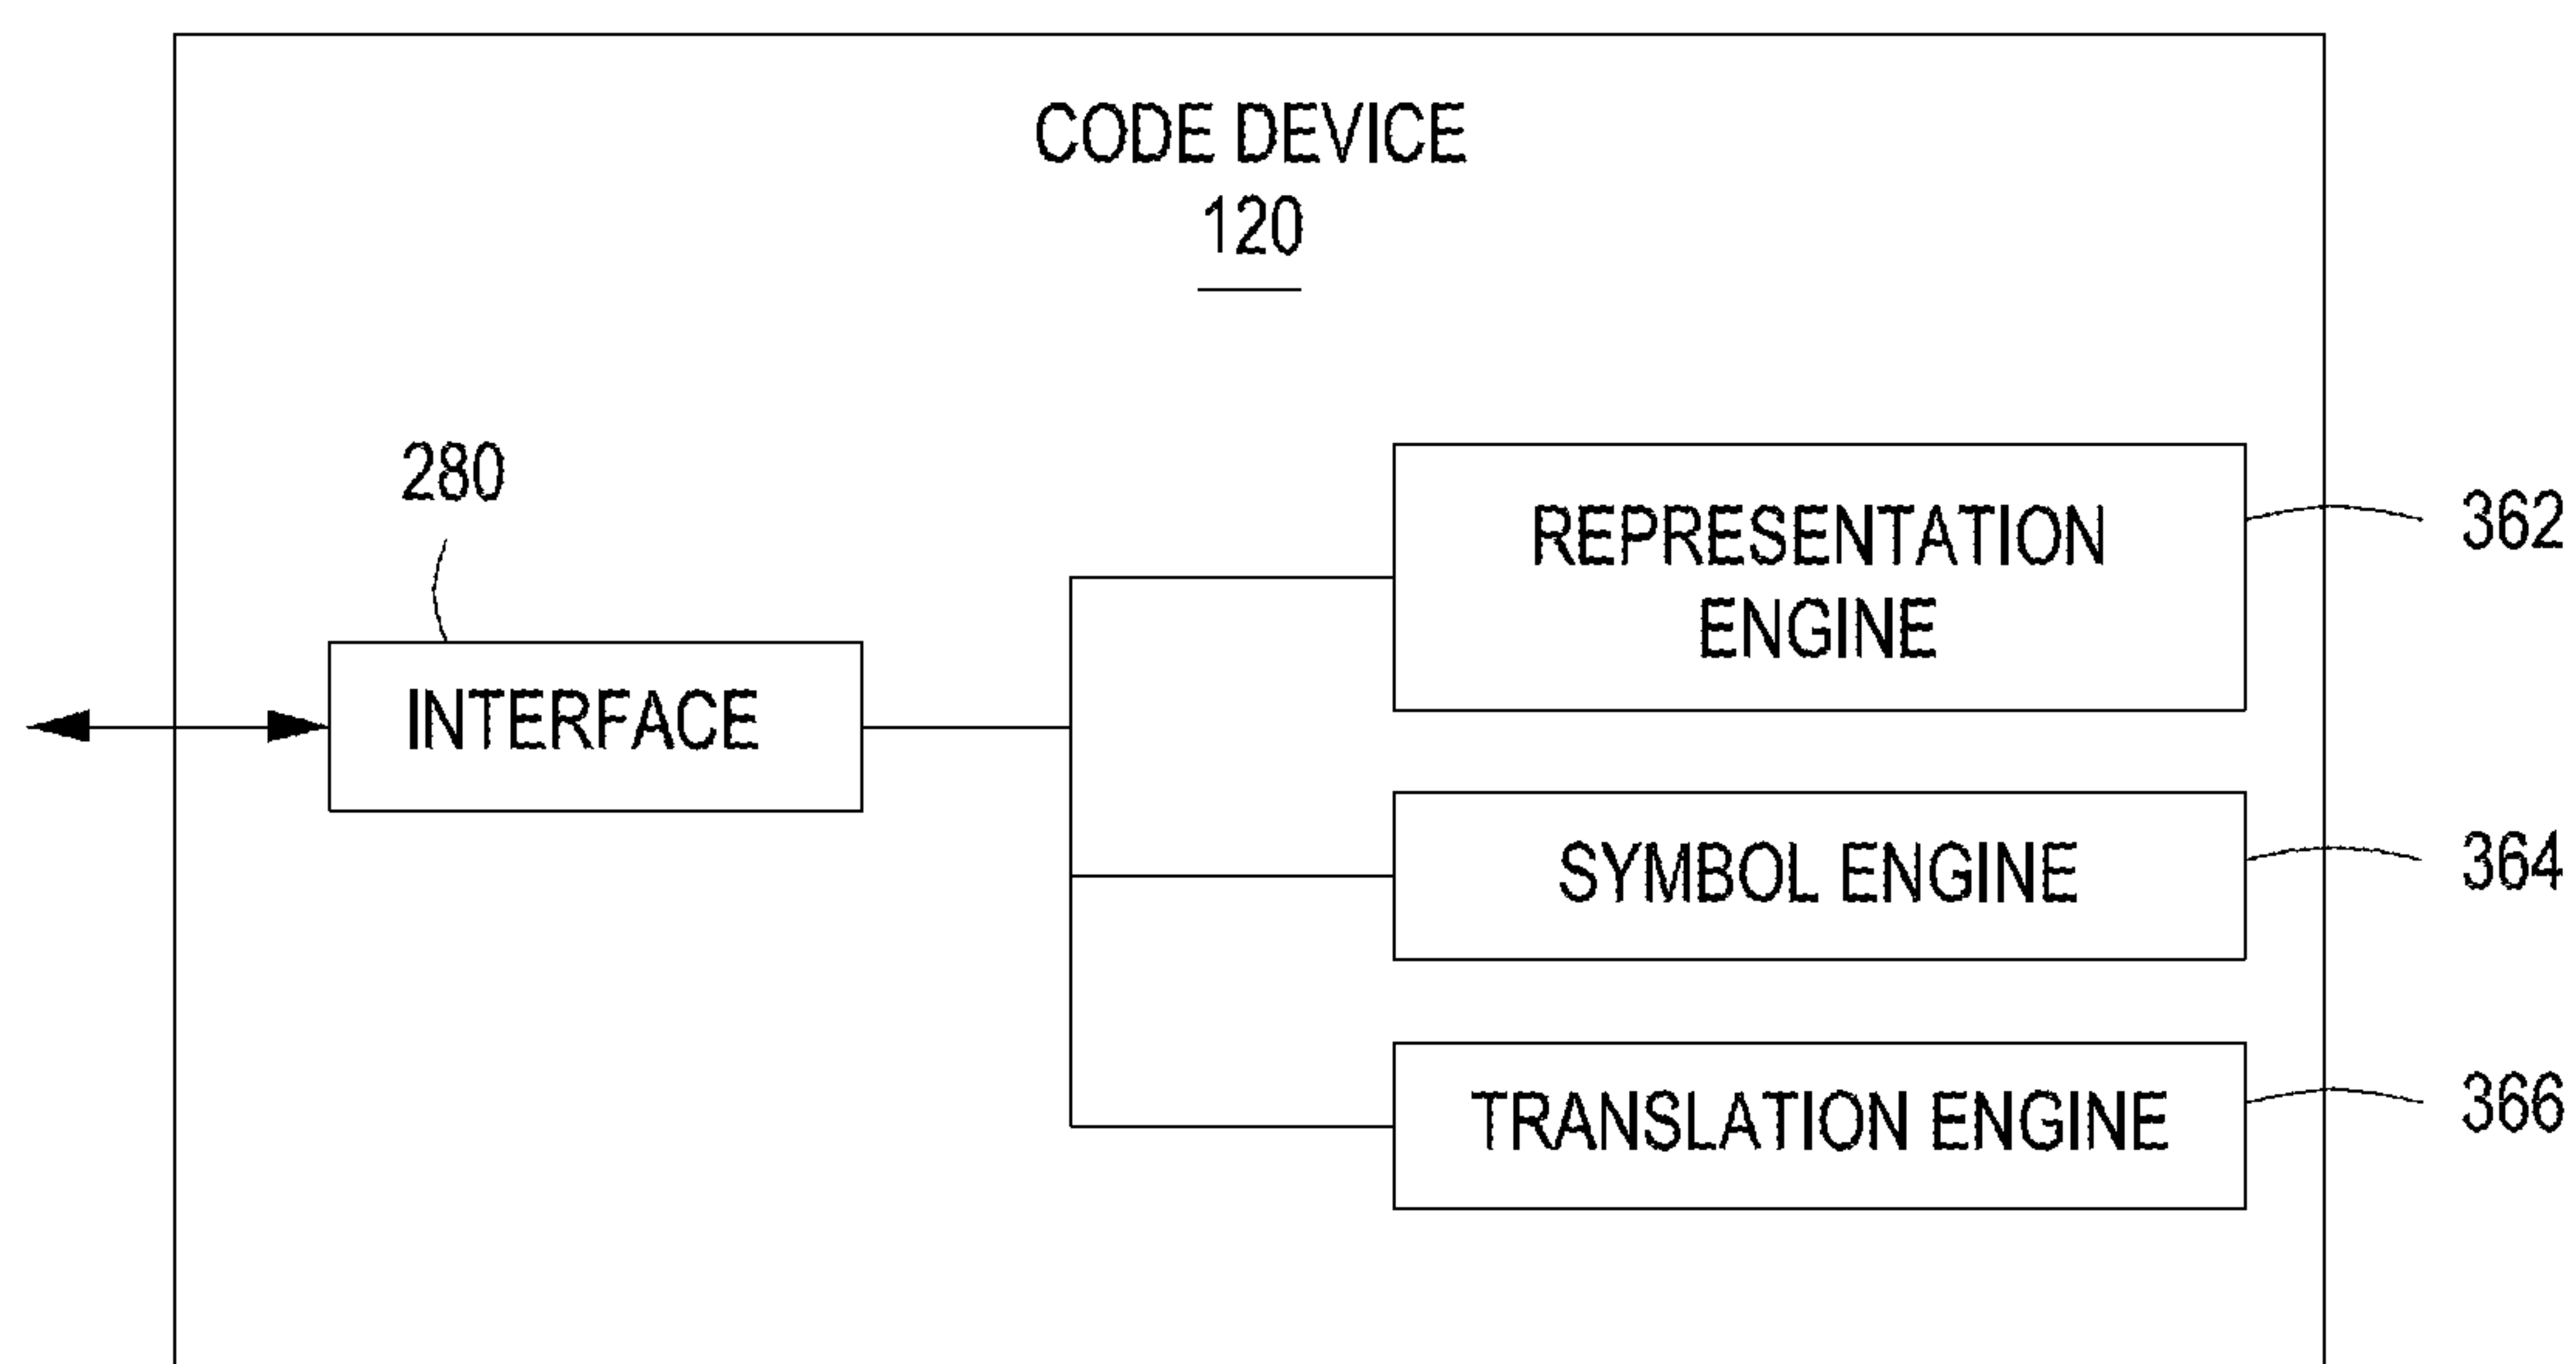 CODE DEVICE
120
280
INTERFACE
REPRESENTATION
ENGINE
362
SYMBOL ENGINE
364
TRANSLATION ENGINE
366